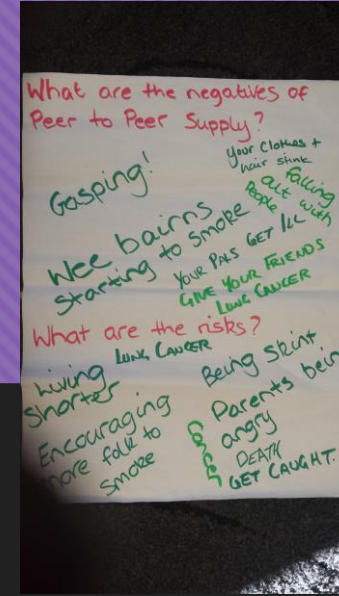 What are the negatives of
Peer to Peer Supply?
Your Clothes +
hair stink
Gasping!
Falling
out with
People
Wee bairns
starting to smoke
YOUR PALS GET ILL
GIVE YOUR FRIENDS
LUNG CANCER
What are the risks?
LUNG CANCER
Living
Shorter
Being Skint
Parents bein
angry
Encouraging
more folk to
smoke
Cancer
DEATH
GET CAUGHT.